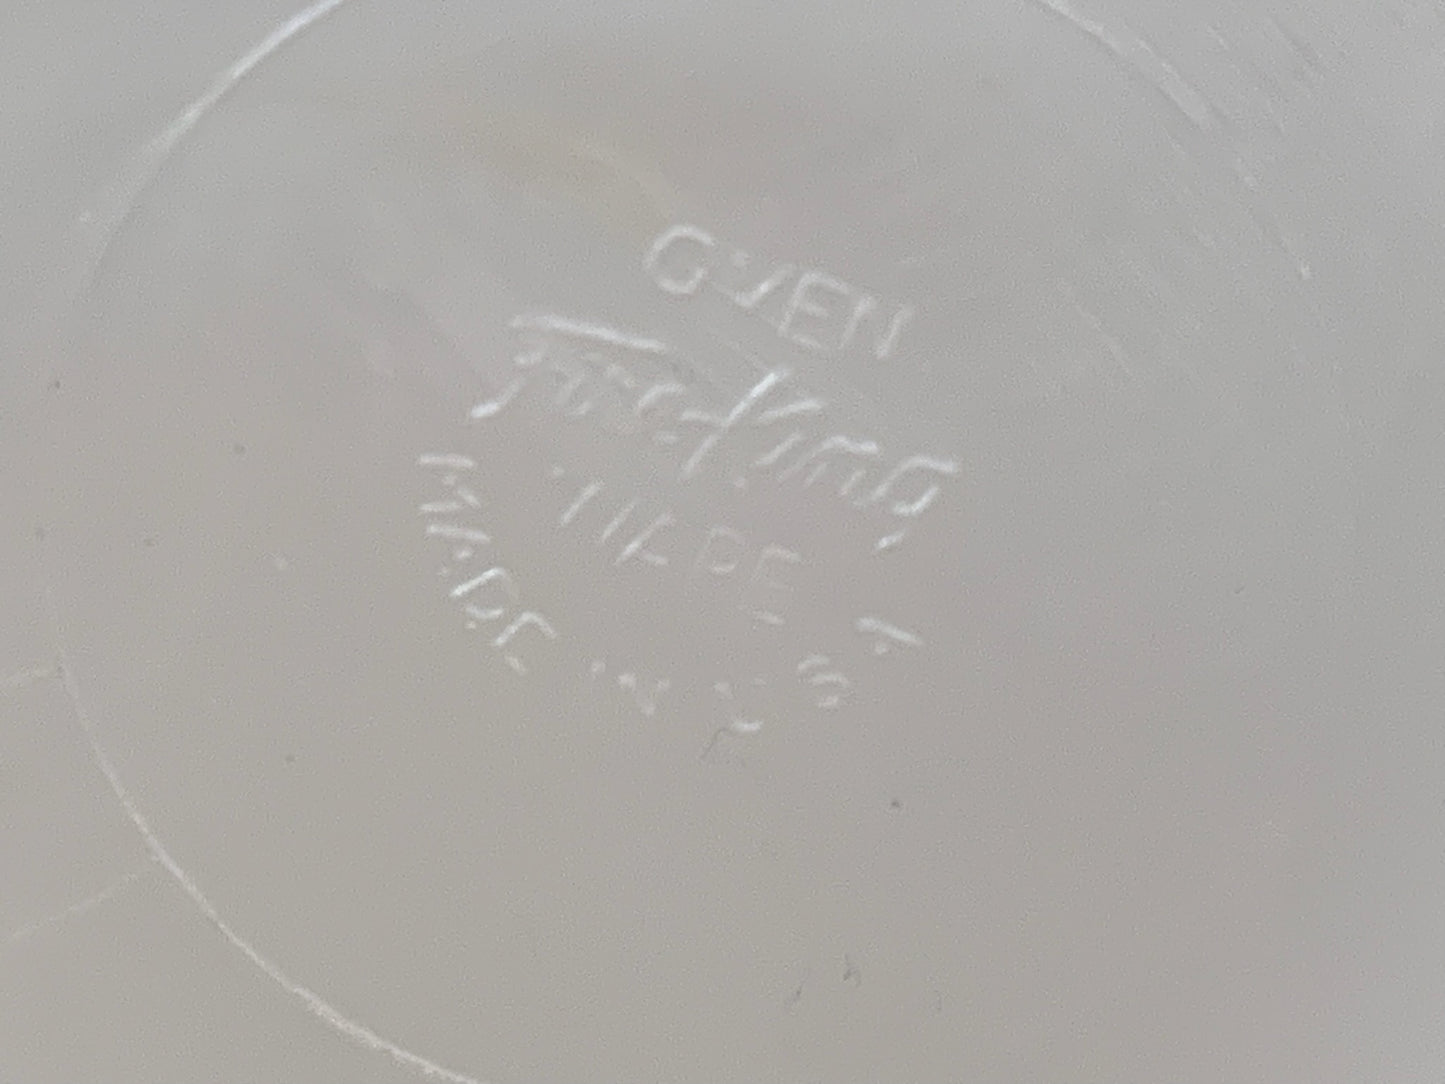 OVEN
Fire-King
WARE
MADE IN U.S.A.